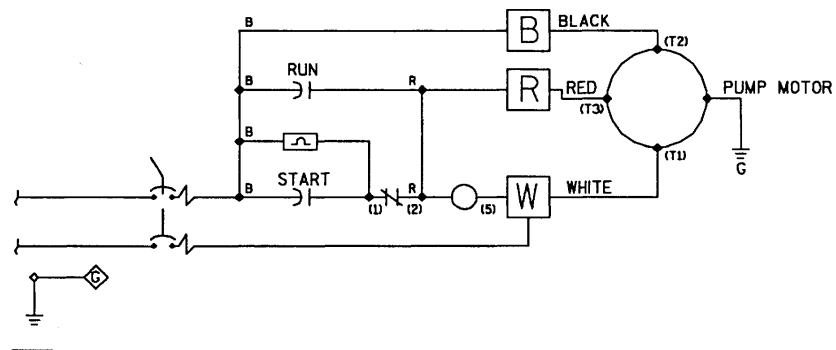 B
B BLACK
(T2)
RUN
B R
R RED
(T3)
PUMP MOTOR
B
(T1)
G
START
B R
(1) (2) (5)
W WHITE
G